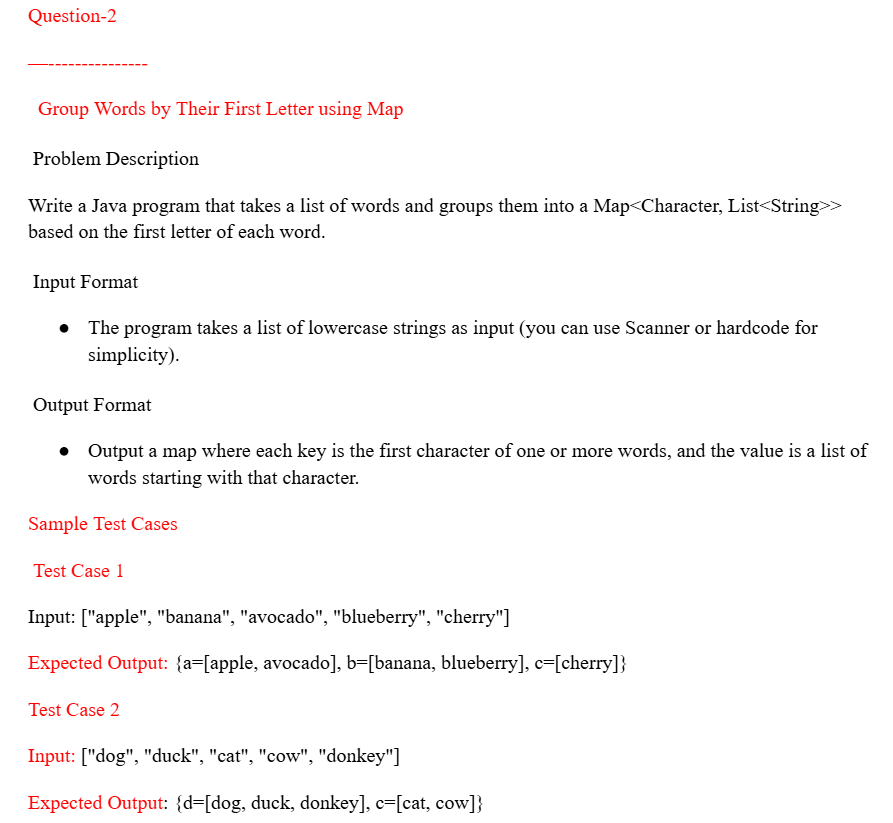 Question-2
—---------------
Group Words by Their First Letter using Map
Problem Description
Write a Java program that takes a list of words and groups them into a Map<Character, List<String>>
based on the first letter of each word.
Input Format
● The program takes a list of lowercase strings as input (you can use Scanner or hardcode for
simplicity).
Output Format
● Output a map where each key is the first character of one or more words, and the value is a list of
words starting with that character.
Sample Test Cases
Test Case 1
Input: ["apple", "banana", "avocado", "blueberry", "cherry"]
Expected Output: {a=[apple, avocado], b=[banana, blueberry], c=[cherry]}
Test Case 2
Input: ["dog", "duck", "cat", "cow", "donkey"]
Expected Output: {d=[dog, duck, donkey], c=[cat, cow]}